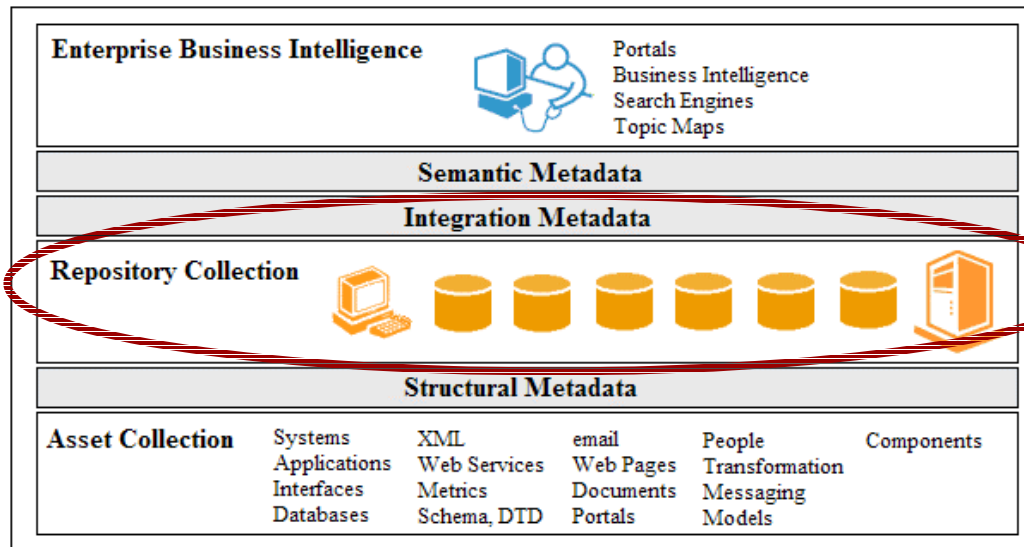 Enterprise Business Intelligence
Portals
Business Intelligence
Search Engines
Topic Maps
Semantic Metadata
Integration Metadata
Repository Collection
Structural Metadata
Asset Collection
Systems
Applications
Interfaces
Databases
XML
Web Services
Metrics
Schema, DTD
email
Web Pages
Documents
Portals
People
Transformation
Messaging
Models
Components